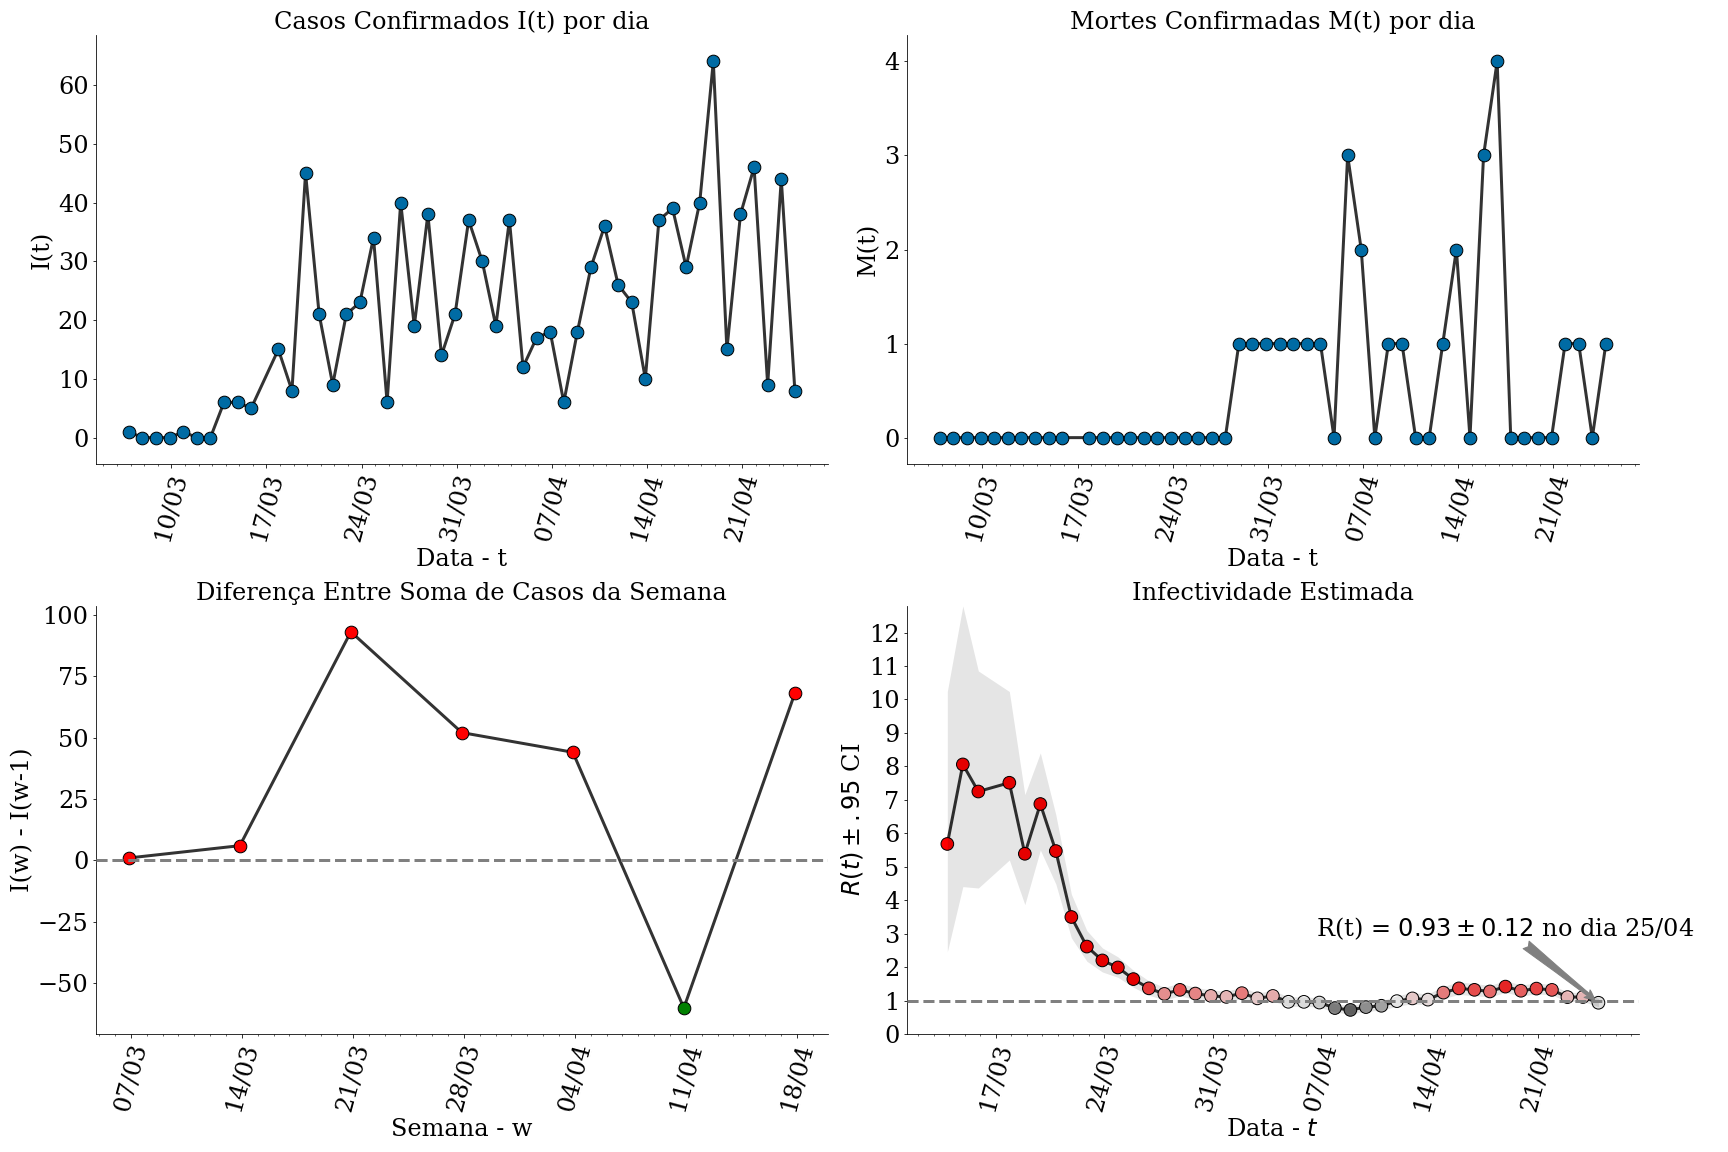 Casos Confirmados I(t) por dia
I(t)
60
50
40
30
20
10
0
10/03 17/03 24/03 31/03 07/04 14/04 21/04
Data - t
Mortes Confirmadas M(t) por dia
M(t)
4
3
2
1
0
10/03 17/03 24/03 31/03 07/04 14/04 21/04
Data - t
Diferença Entre Soma de Casos da Semana
I(w) - I(w-1)
100
75
50
25
0
−25
−50
07/03 14/03 21/03 28/03 04/04 11/04 18/04
Semana - w
Infectividade Estimada
R(t) ± .95 CI
12
11
10
9
8
7
6
5
4
3
2
1
0
R(t) = 0.93 ± 0.12 no dia 25/04
17/03 24/03 31/03 07/04 14/04 21/04
Data - t